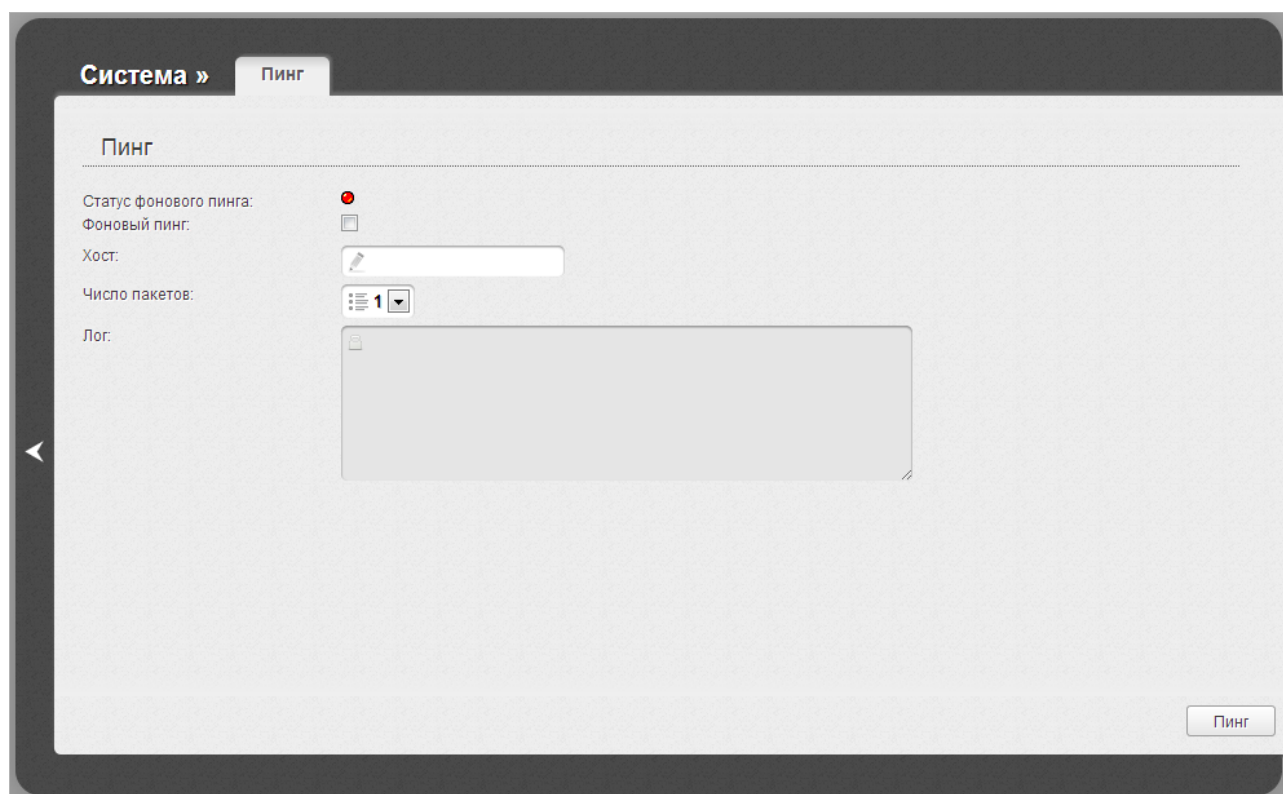 Система »
Пинг
Пинг
Статус фонового пинга:
Фоновый пинг:
Хост:
Число пакетов:
1
Лог:
Пинг